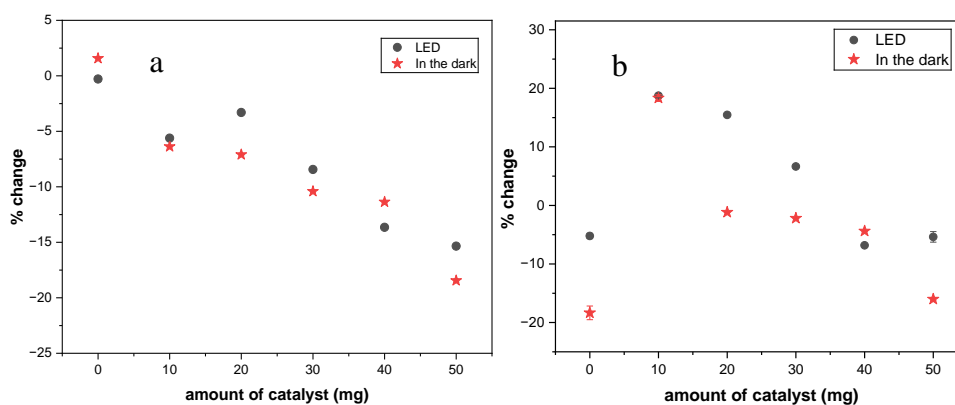 5
0
−5
−10
−15
−20
−25
% change
a
LED
In the dark
0 10 20 30 40 50
amount of catalyst (mg)
30
20
10
0
−10
−20
% change
b
LED
In the dark
0 10 20 30 40 50
amount of catalyst (mg)